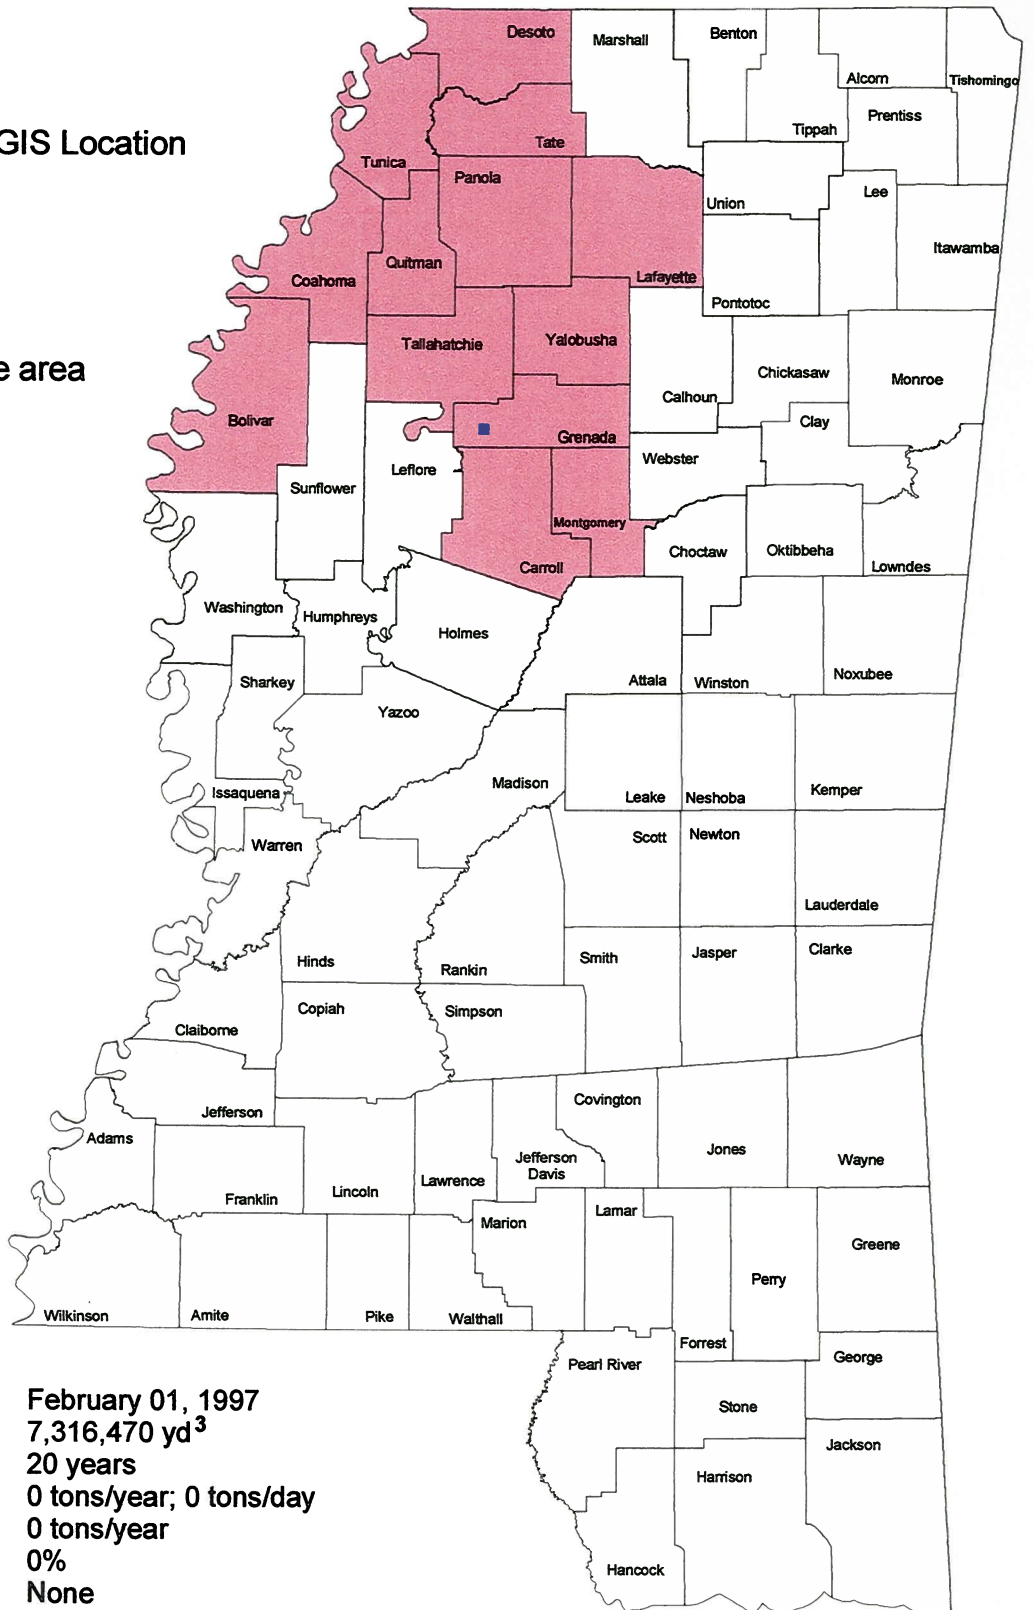 Desoto
Marshall
Benton
Alcorn
Tishomingo
GIS Location
Tippah
Prentiss
Tate
Tunica
Panola
Union
Lee
Itawamba
Quitman
Coahoma
Lafayette
Pontotoc
Tallahatchie
Yalobusha
e area
Chickasaw
Monroe
Calhoun
Bolivar
Clay
Grenada
Webster
Leflore
Sunflower
Montgomery
Choctaw
Oktibbeha
Lowndes
Carroll
Washington
Humphreys
Holmes
Attala
Winston
Noxubee
Sharkey
Yazoo
Madison
Issaquena
Leake
Neshoba
Kemper
Warren
Scott
Newton
Lauderdale
Hinds
Rankin
Smith
Jasper
Clarke
Copiah
Simpson
Claiborne
Jefferson
Covington
Adams
Jones
Wayne
Jefferson
Davis
Lawrence
Franklin
Lincoln
Marion
Lamar
Greene
Perry
Wilkinson
Amite
Pike
Walthall
Forrest
Pearl River
George
Stone
Jackson
Harrison
Hancock
February 01, 1997
7,316,470 yd³
20 years
0 tons/year; 0 tons/day
0 tons/year
0%
None